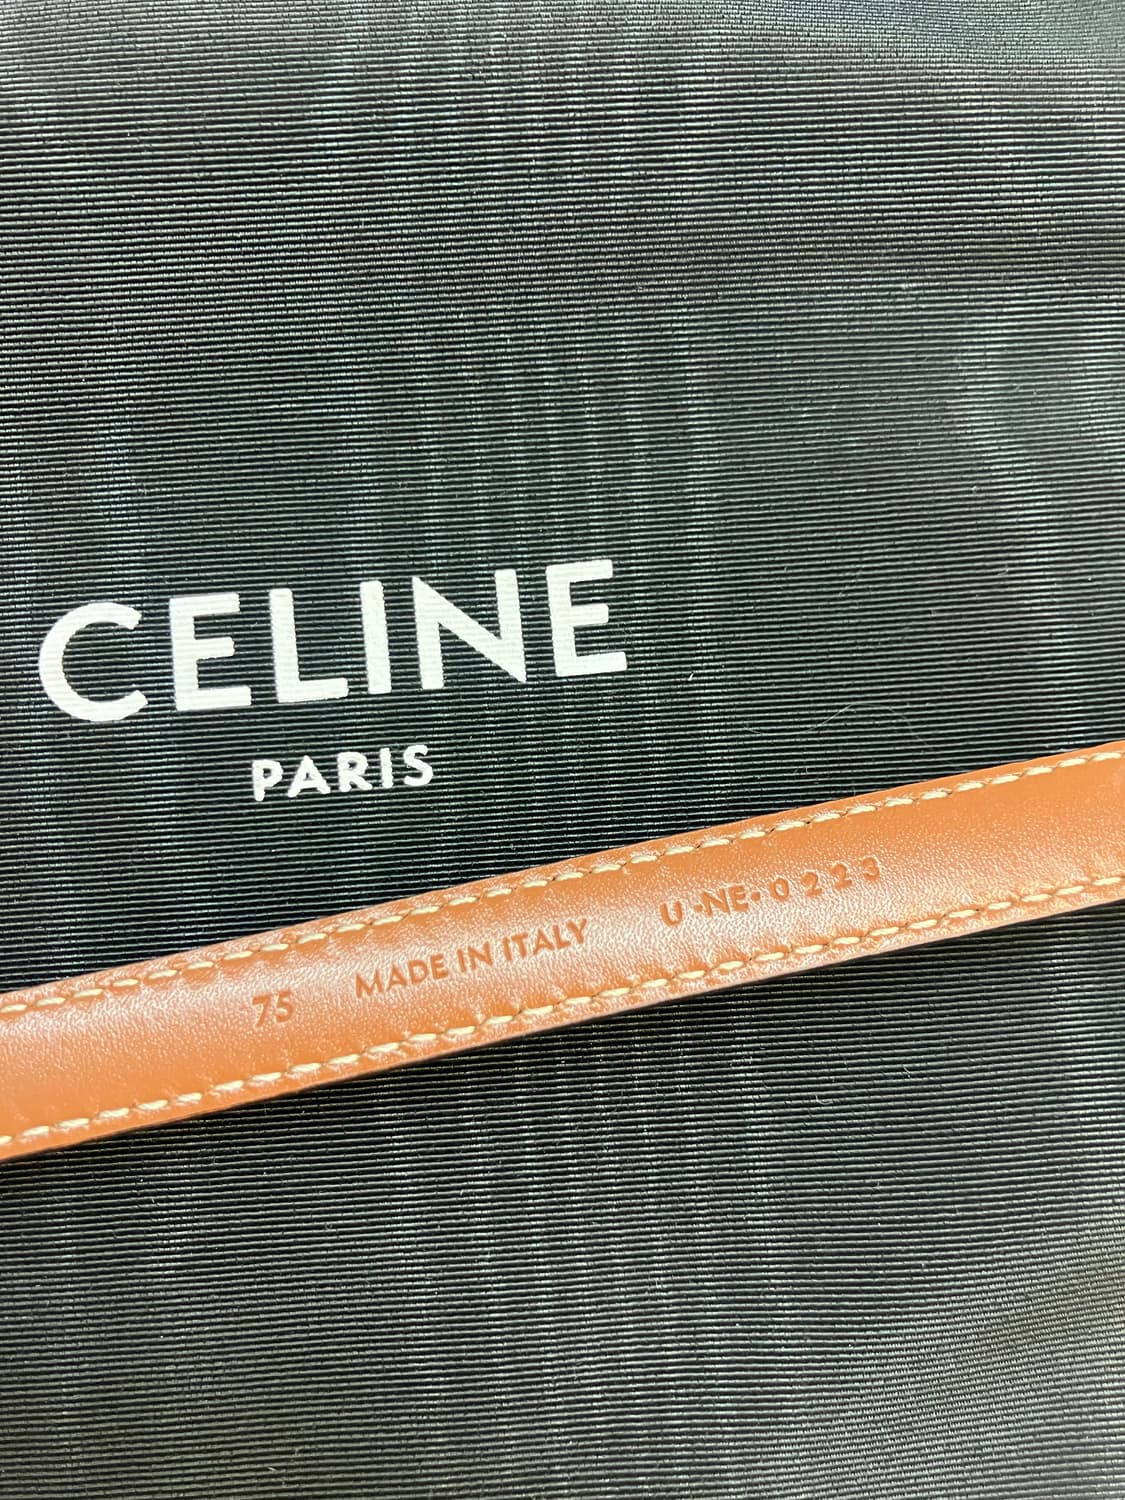 CELINE
PARIS
75 MADE IN ITALY U·NE·0223